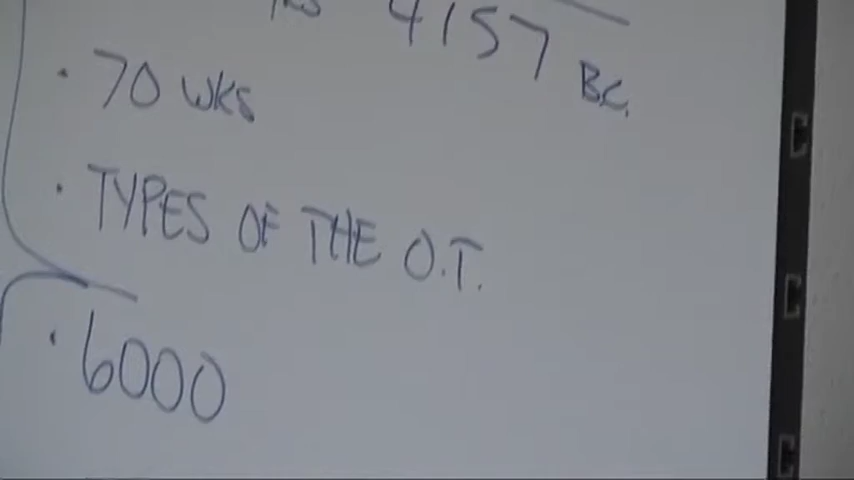 4157 BC.
· 70 WKS
· TYPES OF THE O.T.
· 6000